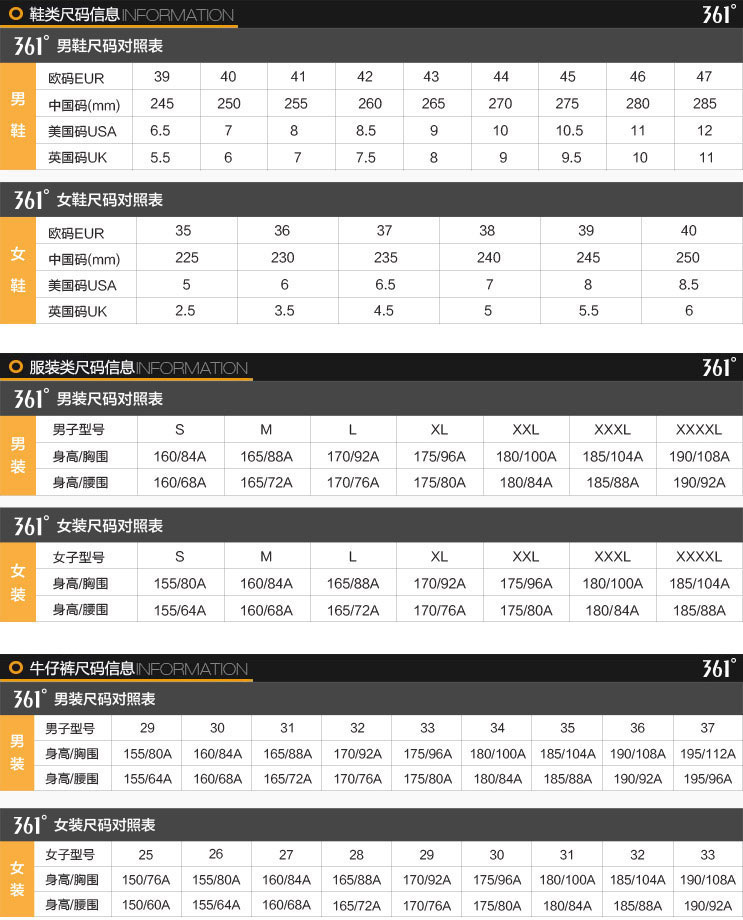 鞋类尺码信息INFORMATION 361°
361° 男鞋尺码对照表
男鞋
欧码EUR 39 40 41 42 43 44 45 46 47
中国码(mm) 245 250 255 260 265 270 275 280 285
美国码USA 6.5 7 8 8.5 9 10 10.5 11 12
英国码UK 5.5 6 7 7.5 8 9 9.5 10 11
361° 女鞋尺码对照表
女鞋
欧码EUR 35 36 37 38 39 40
中国码(mm) 225 230 235 240 245 250
美国码USA 5 6 6.5 7 8 8.5
英国码UK 2.5 3.5 4.5 5 5.5 6
服装类尺码信息INFORMATION 361°
361° 男装尺码对照表
男装
男子型号 S M L XL XXL XXXL XXXXL
身高/胸围 160/84A 165/88A 170/92A 175/96A 180/100A 185/104A 190/108A
身高/腰围 160/68A 165/72A 170/76A 175/80A 180/84A 185/88A 190/92A
361° 女装尺码对照表
女装
女子型号 S M L XL XXL XXXL XXXXL
身高/胸围 155/80A 160/84A 165/88A 170/92A 175/96A 180/100A 185/104A
身高/腰围 155/64A 160/68A 165/72A 170/76A 175/80A 180/84A 185/88A
牛仔裤尺码信息INFORMATION 361°
361° 男装尺码对照表
男装
男子型号 29 30 31 32 33 34 35 36 37
身高/胸围 155/80A 160/84A 165/88A 170/92A 175/96A 180/100A 185/104A 190/108A 195/112A
身高/腰围 155/64A 160/68A 165/72A 170/76A 175/80A 180/84A 185/88A 190/92A 195/96A
361° 女装尺码对照表
女装
女子型号 25 26 27 28 29 30 31 32 33
身高/胸围 150/76A 155/80A 160/84A 165/88A 170/92A 175/96A 180/100A 185/104A 190/108A
身高/腰围 150/60A 155/64A 160/68A 165/72A 170/76A 175/80A 180/84A 185/88A 190/92A